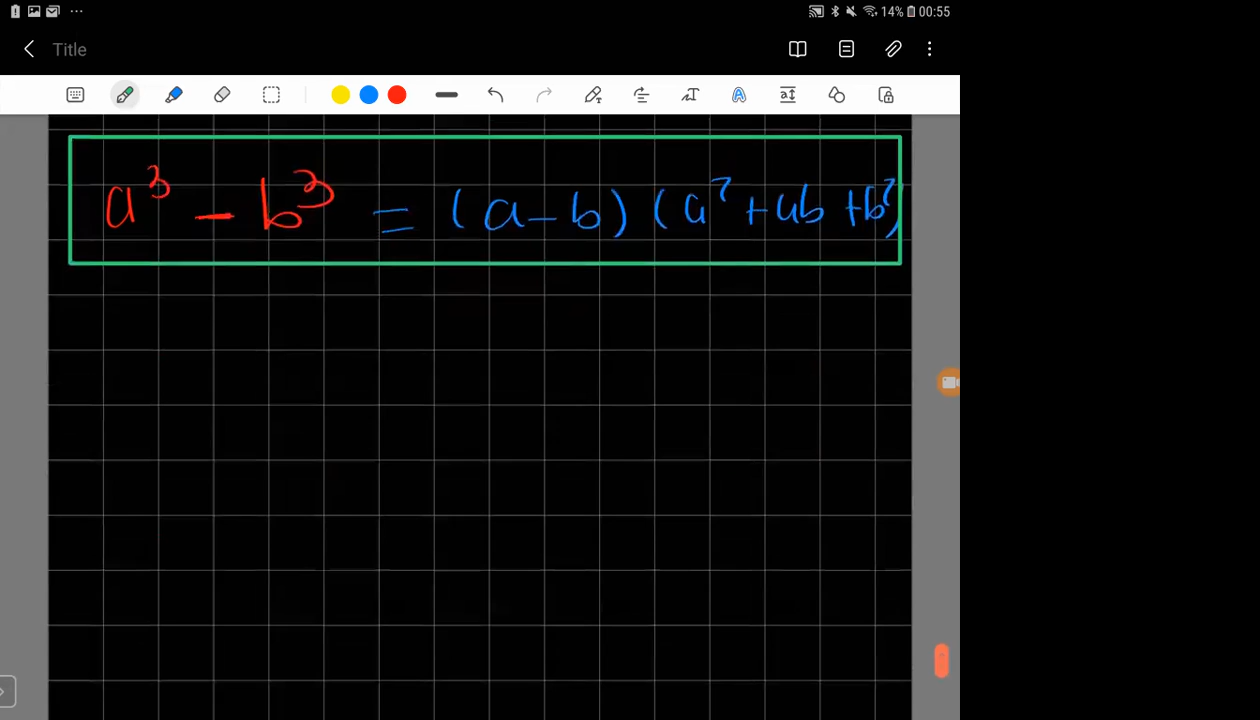 14% 00:55
Title
a³ - b³ = (a-b) (a² + ab + b²)